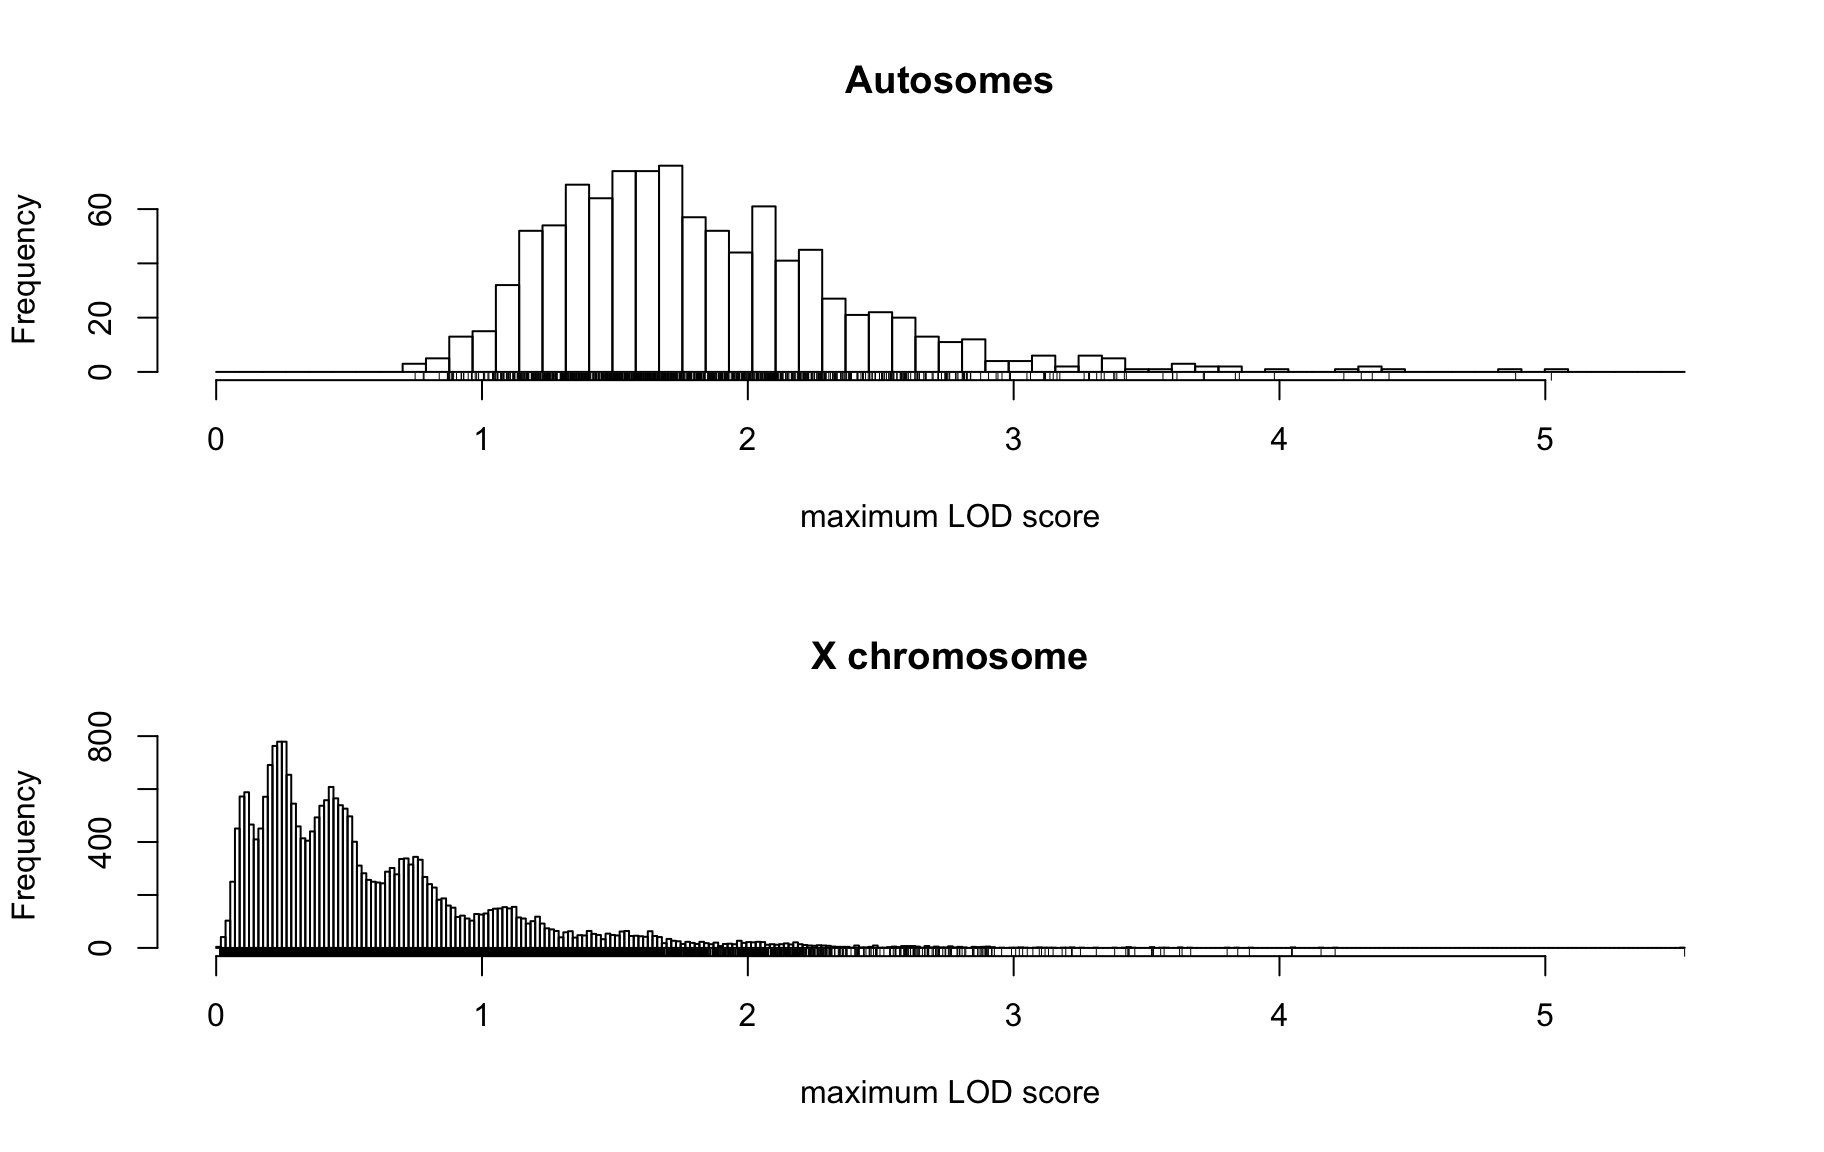 Autosomes
Frequency
60
20
0
0 1 2 3 4 5
maximum LOD score
X chromosome
Frequency
800
400
0
0 1 2 3 4 5
maximum LOD score